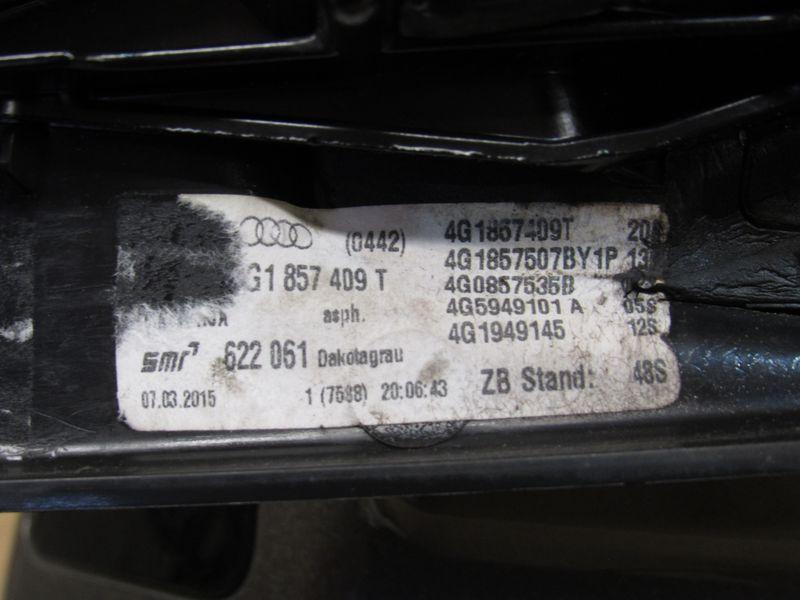 (0442)
G1 857 409 T
asph.
smr 622 061 Dakotagrau
07.03.2015 1 (7588) 20:06:43
4G1857409T
4G1857507BY1P
4G0857535B
4G5949101 A 05S
4G1949145 12S
ZB Stand: 48S